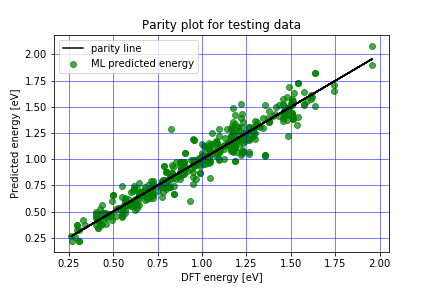 Parity plot for testing data
parity line
ML predicted energy
Predicted energy [eV]
2.00
1.75
1.50
1.25
1.00
0.75
0.50
0.25
0.25 0.50 0.75 1.00 1.25 1.50 1.75 2.00
DFT energy [eV]